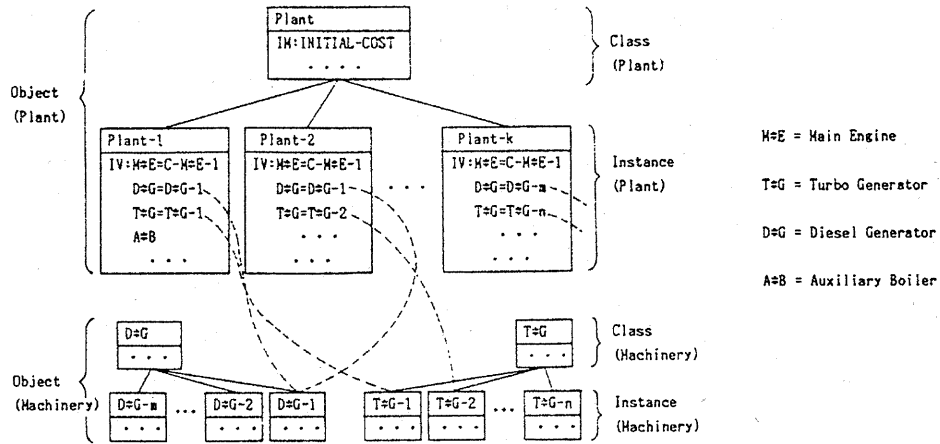 Plant
IM:INITIAL-COST
. . . .
Class
(Plant)
Object
(Plant)
Plant-1
IV:M*E=C-M*E-1
D*G=D*G-1
T*G=T*G-1
A*B
. . .
Plant-2
IV:M*E=C-M*E-1
D*G=D*G-1
T*G=T*G-2
. . .
. . .
. . .
Plant-k
IV:M*E=C-M*E-1
D*G=D*G-m
T*G=T*G-n
. . .
. . .
Instance
(Plant)
M*E = Main Engine
T*G = Turbo Generator
D*G = Diesel Generator
A*B = Auxiliary Boiler
Object
(Machinery)
D*G
. . .
T*G
. . .
Class
(Machinery)
D*G-m
. . .
...
D*G-2
. . .
D*G-1
. . .
T*G-1
. . .
T*G-2
. . .
...
T*G-n
. . .
Instance
(Machinery)